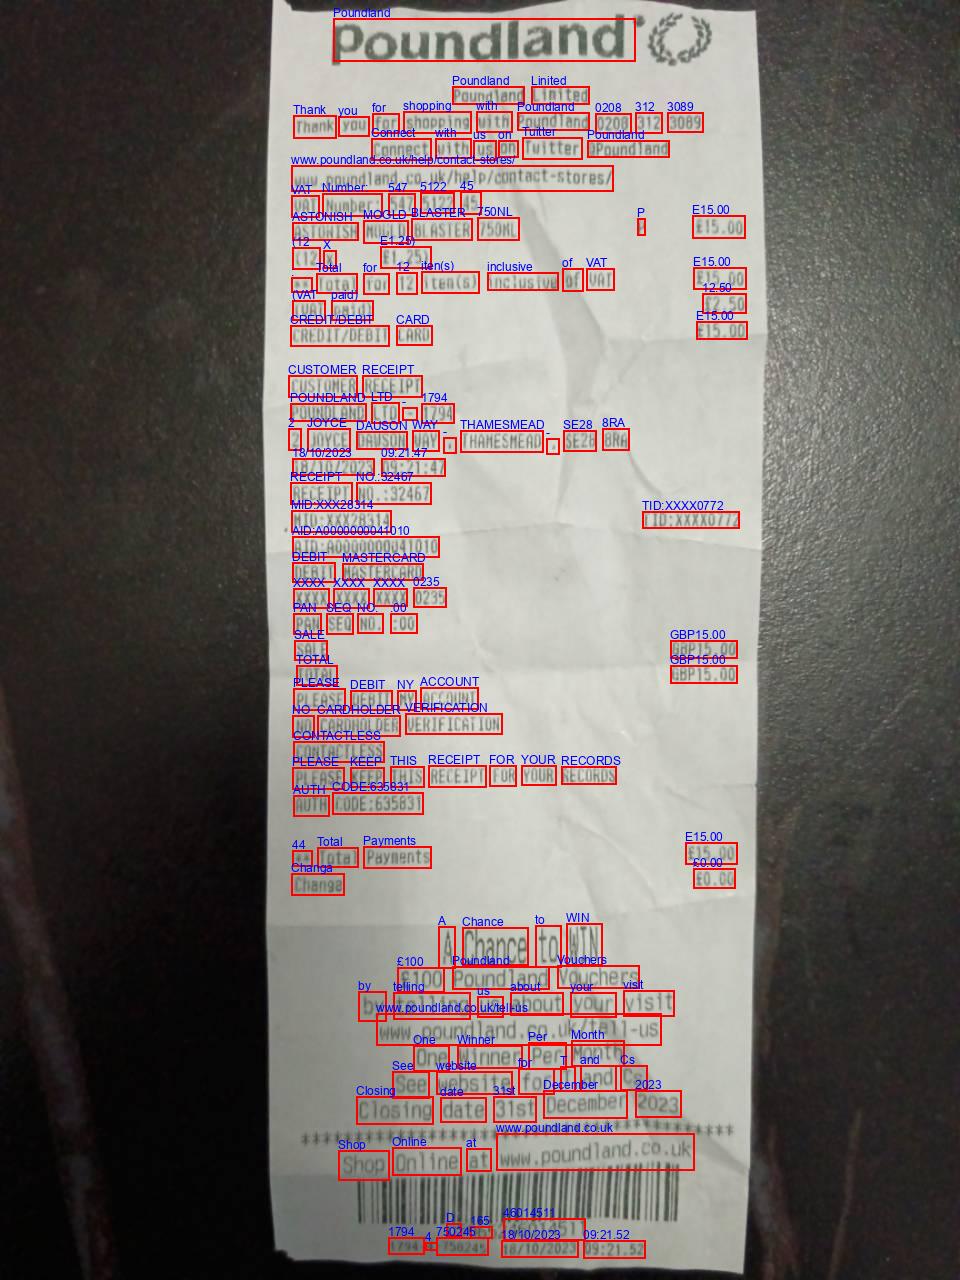 Poundland
Poundland Limited
Thank you for shopping with Poundland 0208 312 3089
Connect with us on Twitter @Poundland
www.poundland.co.uk/help/contact-stores/
VAT Number: 547 5122 45
ASTONISH MOULD BLASTER 750ML P £15.00
(12 x £1.25)
** Total for 12 item(s) inclusive of VAT £15.00
(VAT paid) £2.50
CREDIT/DEBIT CARD £15.00
CUSTOMER RECEIPT
POUNDLAND LTD - 1794
2 JOYCE DAWSON WAY , THAMESMEAD , SE28 8RA
18/10/2023 09:21:47
RECEIPT NO.:32467
MID:XXX28314 TID:XXXX0772
AID:A0000000041010
DEBIT MASTERCARD
XXXX XXXX XXXX 0235
PAN SEQ NO. :00
SALE GBP15.00
TOTAL GBP15.00
PLEASE DEBIT MY ACCOUNT
NO CARDHOLDER VERIFICATION
CONTACTLESS
PLEASE KEEP THIS RECEIPT FOR YOUR RECORDS
AUTH CODE:635831
** Total Payments £15.00
Change £0.00
A Chance to WIN
£100 Poundland Vouchers
by telling us about your visit
www.poundland.co.uk/tell-us
One Winner Per Month
See website for T and Cs
Closing date 31st December 2023
************************************
Shop Online at www.poundland.co.uk
1794 4 750245 18/10/2023 09:21.52